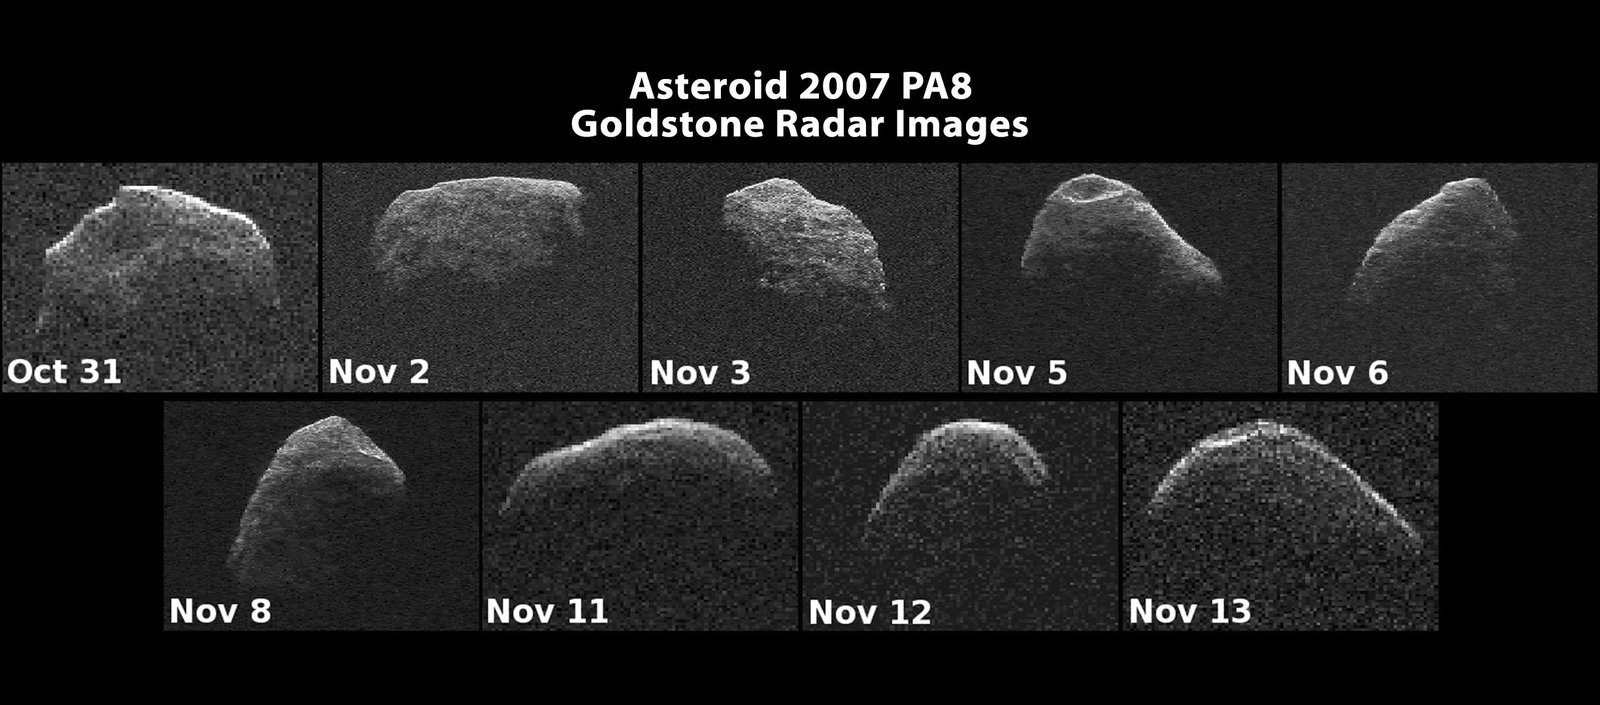 Asteroid 2007 PA8
Goldstone Radar Images
Oct 31
Nov 2
Nov 3
Nov 5
Nov 6
Nov 8
Nov 11
Nov 12
Nov 13